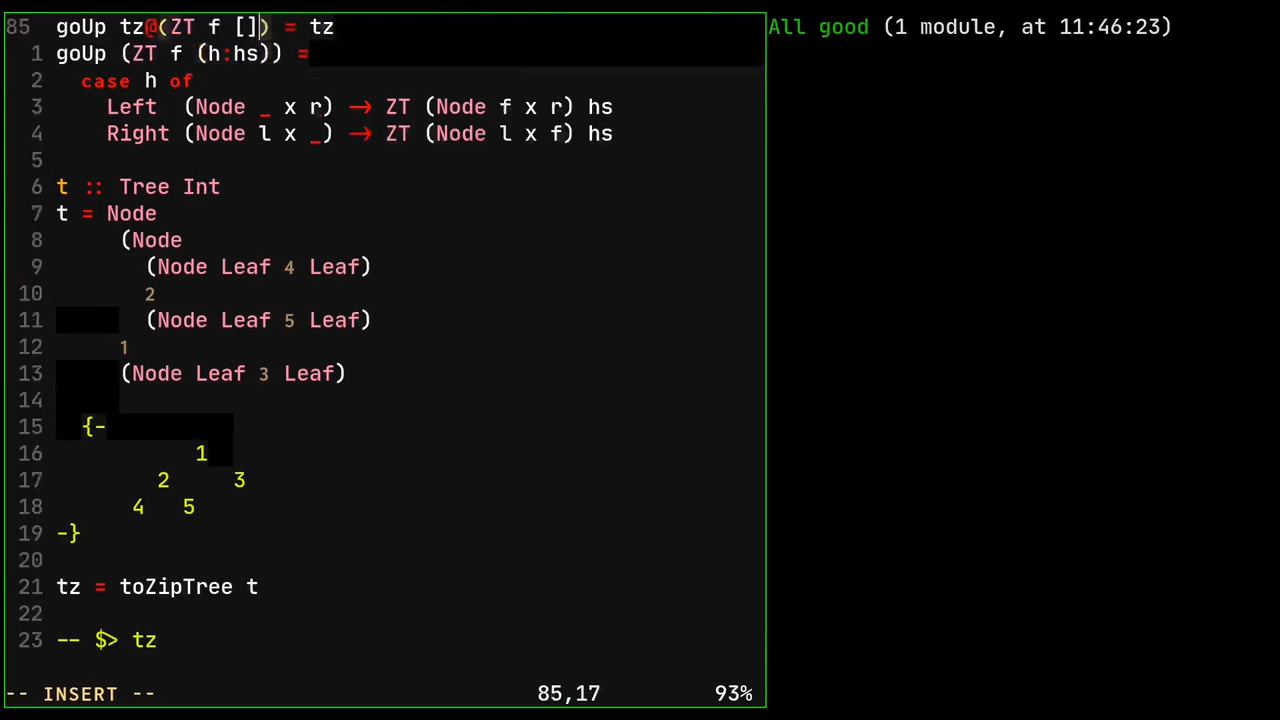 85 goUp tz@(ZT f []) = tz
1 goUp (ZT f (h:hs)) =
2 case h of
3 Left (Node _ x r) → ZT (Node f x r) hs
4 Right (Node l x _) → ZT (Node l x f) hs
5
6 t :: Tree Int
7 t = Node
8 (Node
9 (Node Leaf 4 Leaf)
10 2
11 (Node Leaf 5 Leaf)
12 1
13 (Node Leaf 3 Leaf)
14
15 {-
16 1
17 2 3
18 4 5
19 -}
20
21 tz = toZipTree t
22
23 -- $> tz
-- INSERT -- 85,17 93%
All good (1 module, at 11:46:23)